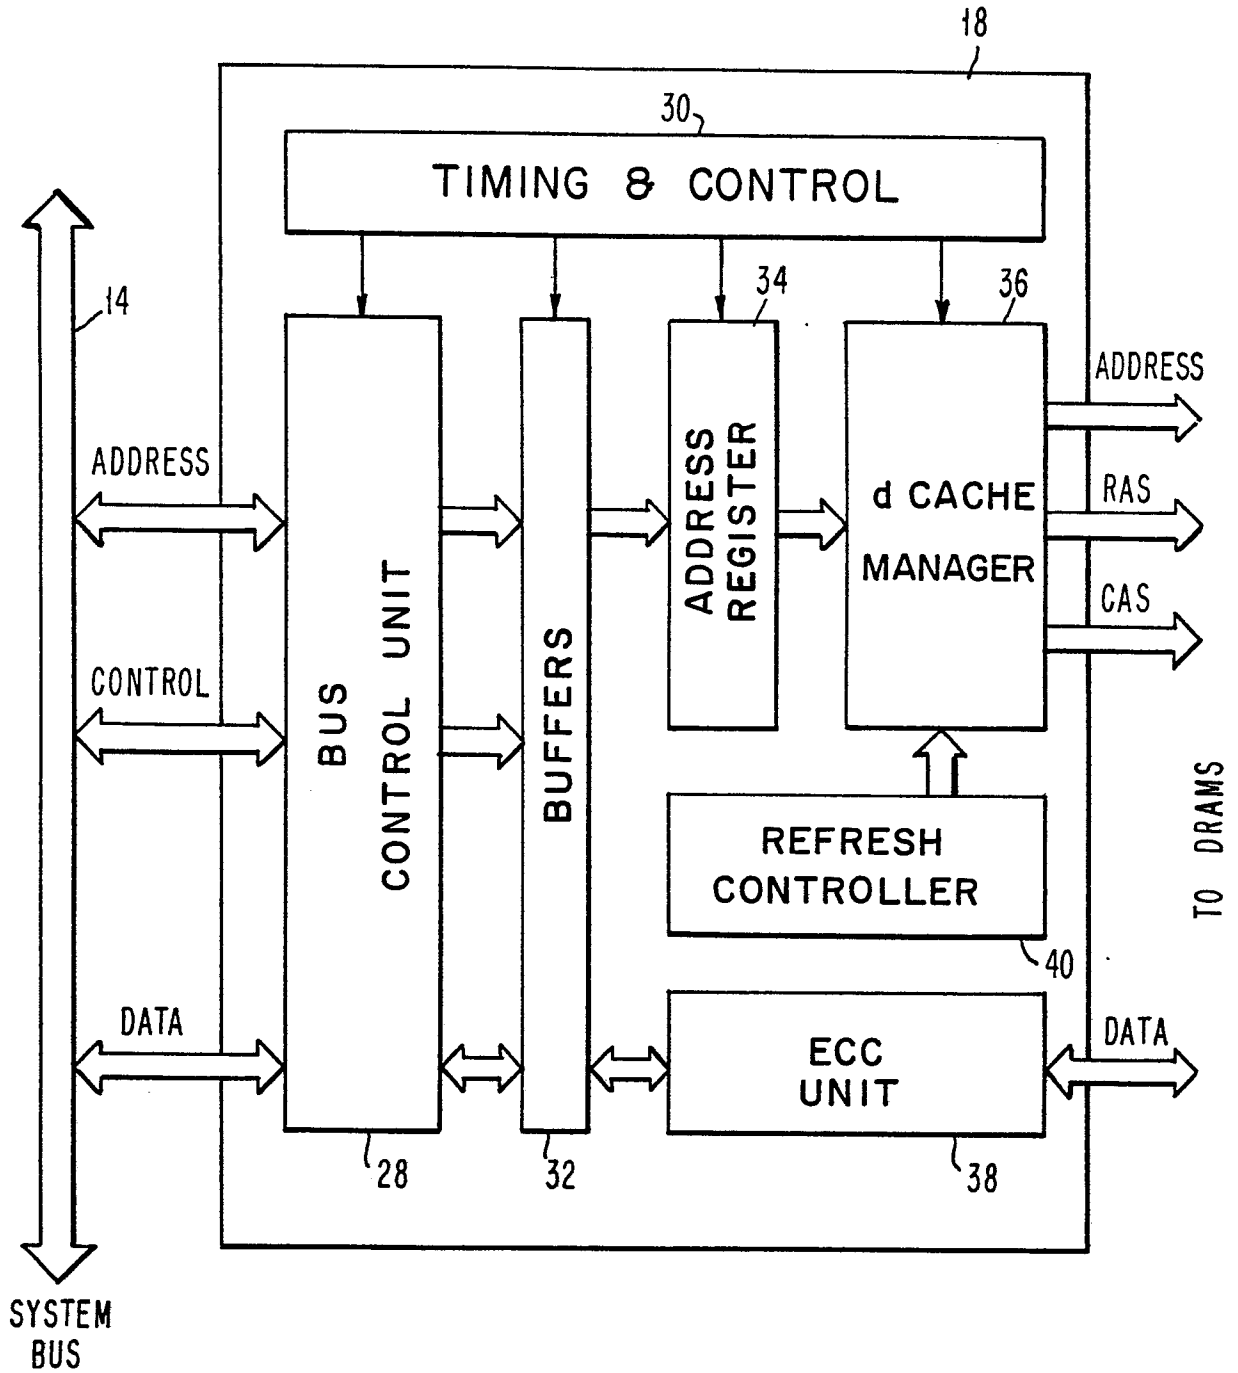 18
30
TIMING & CONTROL
14
34
36
ADDRESS
ADDRESS
ADDRESS
REGISTER
d CACHE
MANAGER
RAS
CAS
CONTROL
BUS
CONTROL UNIT
BUFFERS
REFRESH
CONTROLLER
40
TO DRAMS
DATA
ECC
UNIT
DATA
28
32
38
SYSTEM
BUS